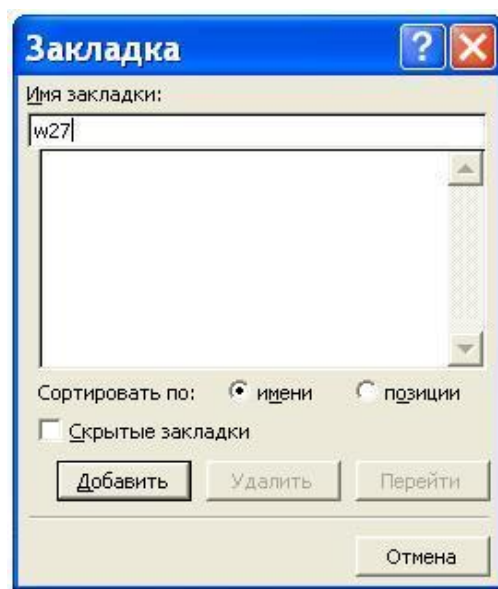 Закладка
Имя закладки:
w27
Сортировать по: имени позиции
Скрытые закладки
Добавить Удалить Перейти
Отмена